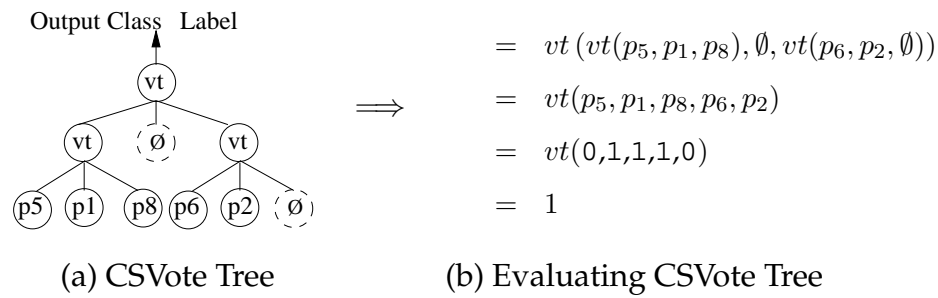 Output Class Label
vt
vt ø vt
p5 p1 p8 p6 p2 ø
⟹
= vt (vt(p₅, p₁, p₈), ∅, vt(p₆, p₂, ∅))
= vt(p₅, p₁, p₈, p₆, p₂)
= vt(0,1,1,1,0)
= 1
(a) CSVote Tree
(b) Evaluating CSVote Tree